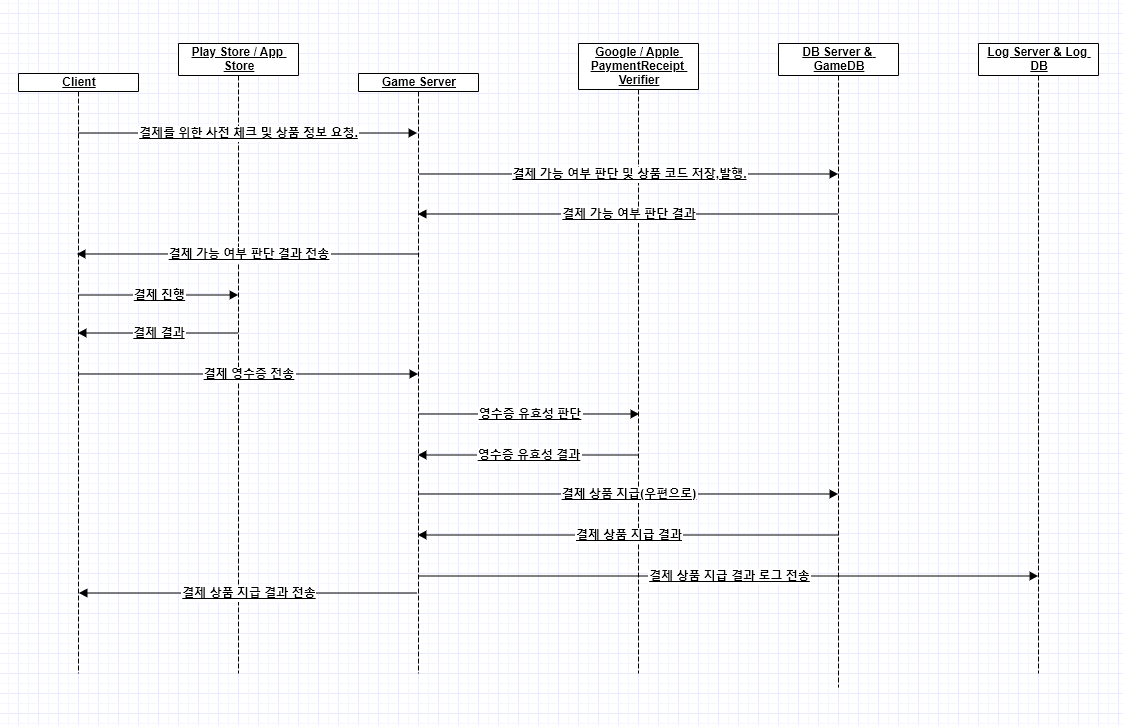 Play Store / App
Store
Google / Apple
PaymentReceipt
Verifier
DB Server &
GameDB
Log Server & Log
DB
Client
Game Server
결제를 위한 사전 체크 및 상품 정보 요청.
결제 가능 여부 판단 및 상품 코드 저장,발행.
결제 가능 여부 판단 결과
결제 가능 여부 판단 결과 전송
결제 진행
결제 결과
결제 영수증 전송
영수증 유효성 판단
영수증 유효성 결과
결제 상품 지급(우편으로)
결제 상품 지급 결과
결제 상품 지급 결과 로그 전송
결제 상품 지급 결과 전송